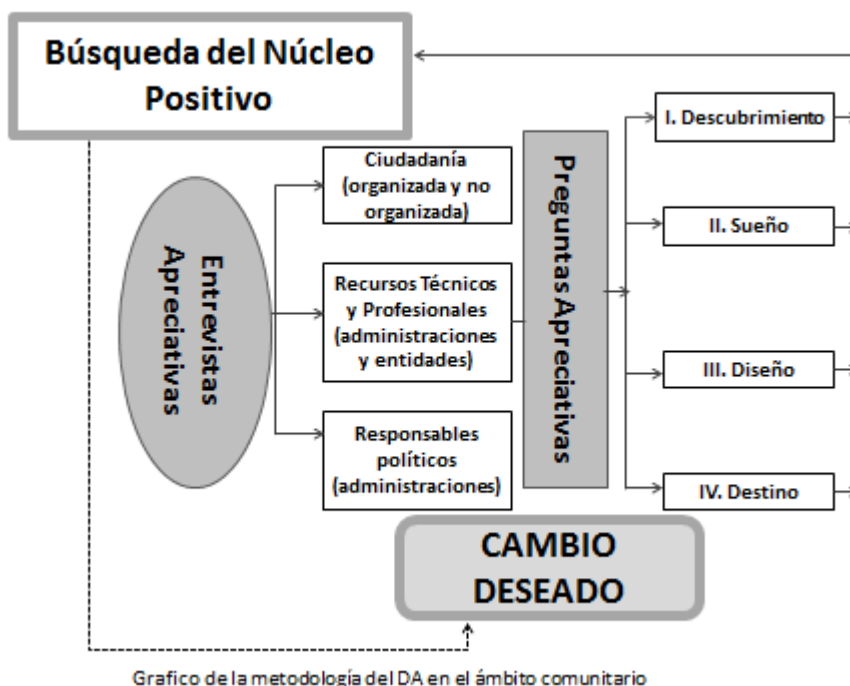 Búsqueda del Núcleo
Positivo
Entrevistas
Apreciativas
Ciudadanía
(organizada y no
organizada)
Recursos Técnicos
y Profesionales
(administraciones
y entidades)
Responsables
políticos
(administraciones)
Preguntas Apreciativas
I. Descubrimiento
II. Sueño
III. Diseño
IV. Destino
CAMBIO
DESEADO
Grafico de la metodología del DA en el ámbito comunitario